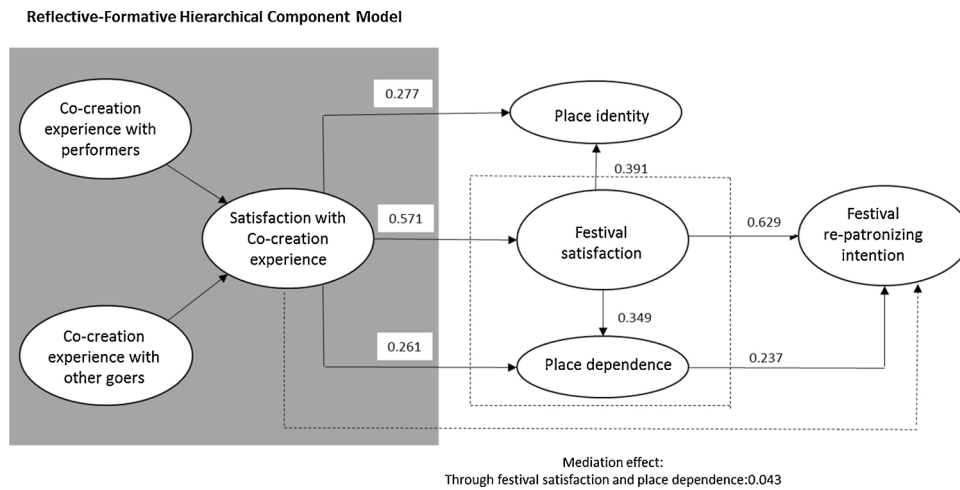 Reflective-Formative Hierarchical Component Model
Co-creation
experience with
performers
0.277
Place identity
0.391
Satisfaction with
Co-creation
experience
0.571
Festival
satisfaction
0.629
Festival
re-patronizing
intention
0.349
Co-creation
experience with
other goers
0.261
Place dependence
0.237
Mediation effect:
Through festival satisfaction and place dependence:0.043